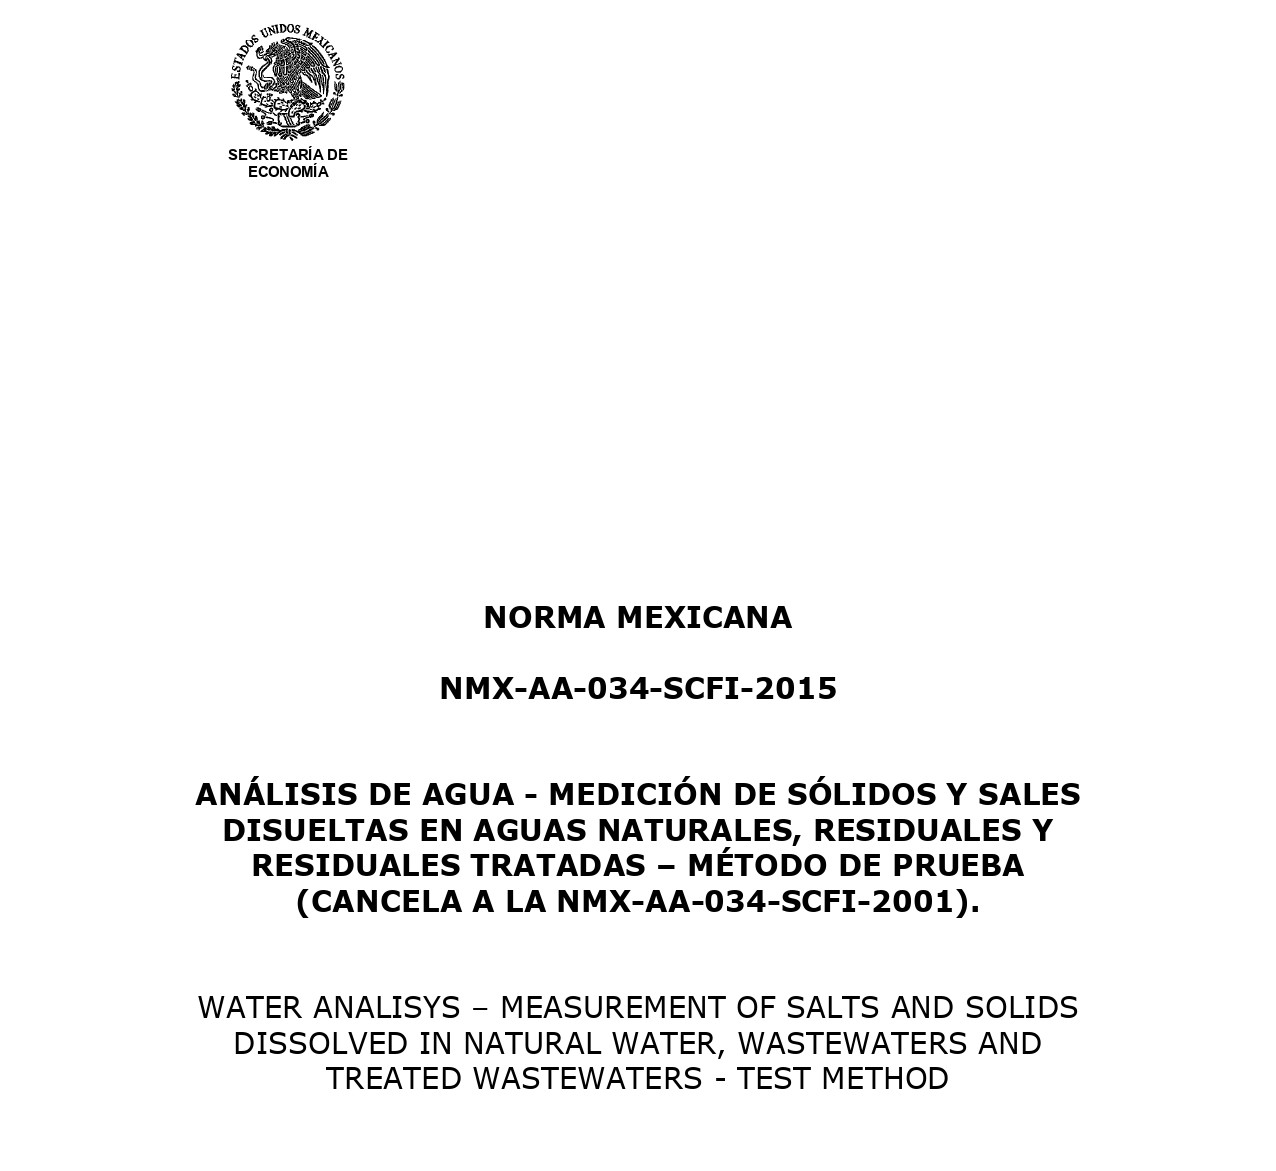 ESTADOS UNIDOS MEXICANOS
SECRETARÍA DE
ECONOMÍA
NORMA MEXICANA
NMX-AA-034-SCFI-2015
ANÁLISIS DE AGUA - MEDICIÓN DE SÓLIDOS Y SALES
DISUELTAS EN AGUAS NATURALES, RESIDUALES Y
RESIDUALES TRATADAS – MÉTODO DE PRUEBA
(CANCELA A LA NMX-AA-034-SCFI-2001).
WATER ANALISYS – MEASUREMENT OF SALTS AND SOLIDS
DISSOLVED IN NATURAL WATER, WASTEWATERS AND
TREATED WASTEWATERS - TEST METHOD